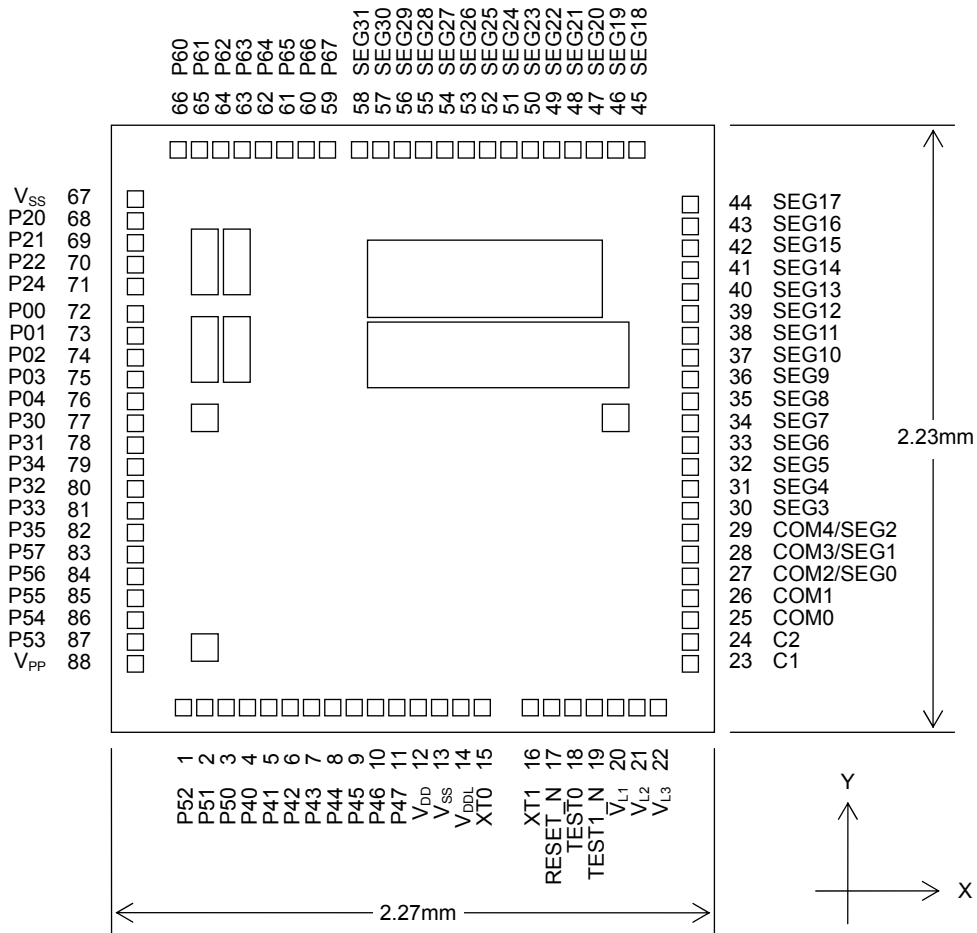 66 P60
65 P61
64 P62
63 P63
62 P64
61 P65
60 P66
59 P67
58 SEG31
57 SEG30
56 SEG29
55 SEG28
54 SEG27
53 SEG26
52 SEG25
51 SEG24
50 SEG23
49 SEG22
48 SEG21
47 SEG20
46 SEG19
45 SEG18
VSS 67
P20 68
P21 69
P22 70
P24 71
P00 72
P01 73
P02 74
P03 75
P04 76
P30 77
P31 78
P34 79
P32 80
P33 81
P35 82
P57 83
P56 84
P55 85
P54 86
P53 87
VPP 88
44 SEG17
43 SEG16
42 SEG15
41 SEG14
40 SEG13
39 SEG12
38 SEG11
37 SEG10
36 SEG9
35 SEG8
34 SEG7
33 SEG6
32 SEG5
31 SEG4
30 SEG3
29 COM4/SEG2
28 COM3/SEG1
27 COM2/SEG0
26 COM1
25 COM0
24 C2
23 C1
2.23mm
P52 1
P51 2
P50 3
P40 4
P41 5
P42 6
P43 7
P44 8
P45 9
P46 10
P47 11
VDD 12
VSS 13
VDDL 14
XT0 15
XT1 16
RESET_N 17
TEST0 18
TEST1_N 19
VL1 20
VL2 21
VL3 22
2.27mm
Y
X